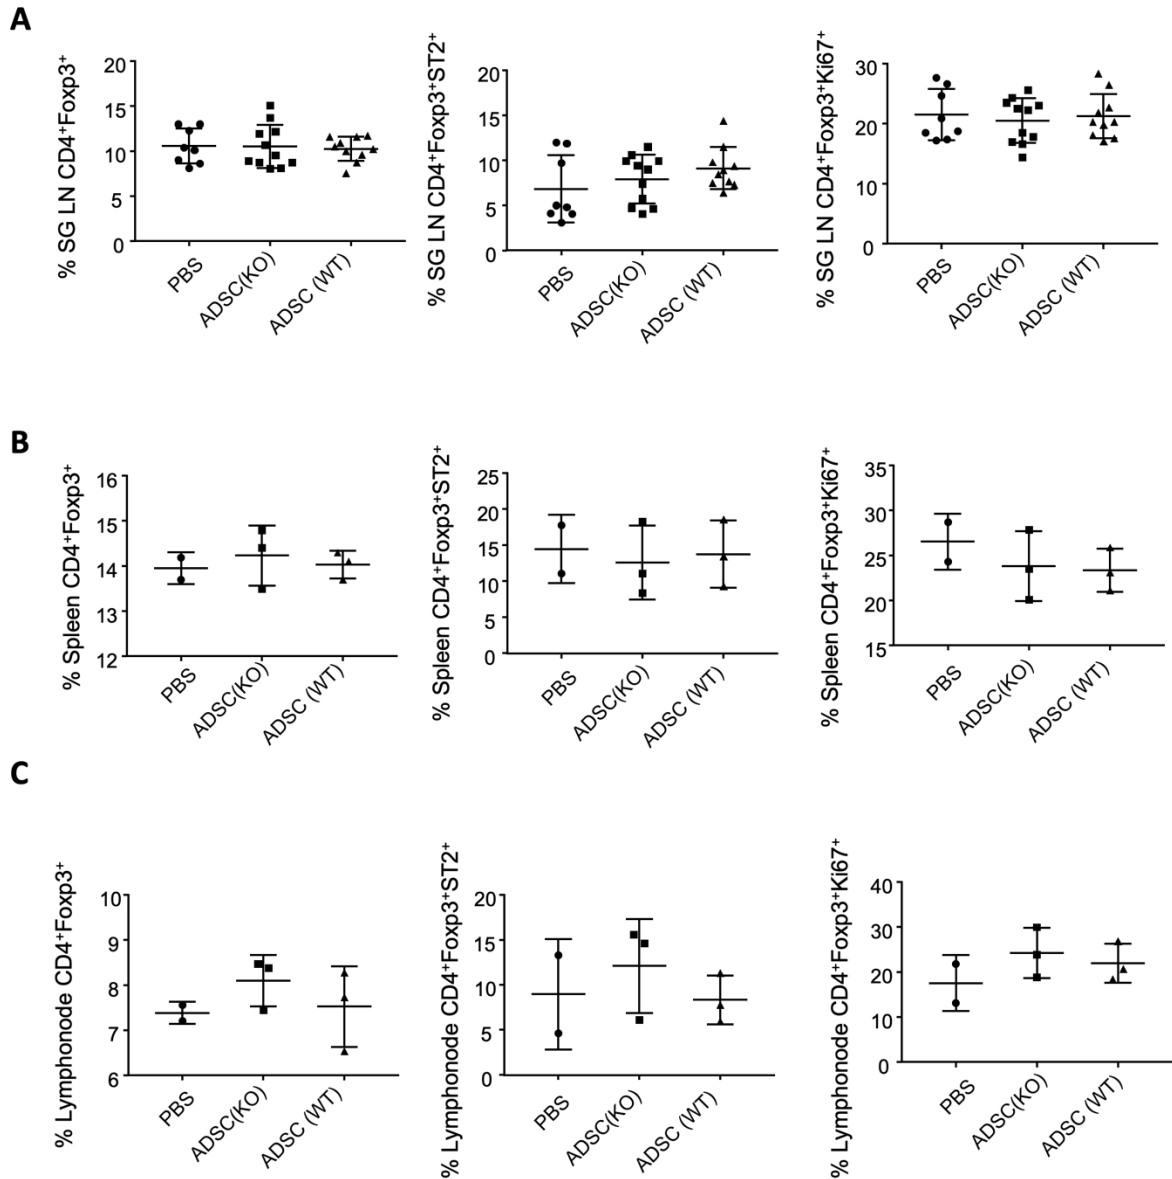 A
% SG LN CD4+Foxp3+
20
15
10
5
0
PBS
ADSC(KO)
ADSC (WT)
% SG LN CD4+Foxp3+ST2+
20
15
10
5
0
PBS
ADSC(KO)
ADSC (WT)
% SG LN CD4+Foxp3+Ki67+
30
20
10
0
PBS
ADSC(KO)
ADSC (WT)
B
% Spleen CD4+Foxp3+
16
15
14
13
12
PBS
ADSC(KO)
ADSC (WT)
% Spleen CD4+Foxp3+ST2+
25
20
15
10
5
0
PBS
ADSC(KO)
ADSC (WT)
% Spleen CD4+Foxp3+Ki67+
35
30
25
20
15
PBS
ADSC(KO)
ADSC (WT)
C
% Lymphonode CD4+Foxp3+
10
9
8
7
6
PBS
ADSC(KO)
ADSC (WT)
% Lymphonode CD4+Foxp3+ST2+
20
15
10
5
0
PBS
ADSC(KO)
ADSC (WT)
% Lymphonode CD4+Foxp3+Ki67+
40
30
20
10
0
PBS
ADSC(KO)
ADSC (WT)